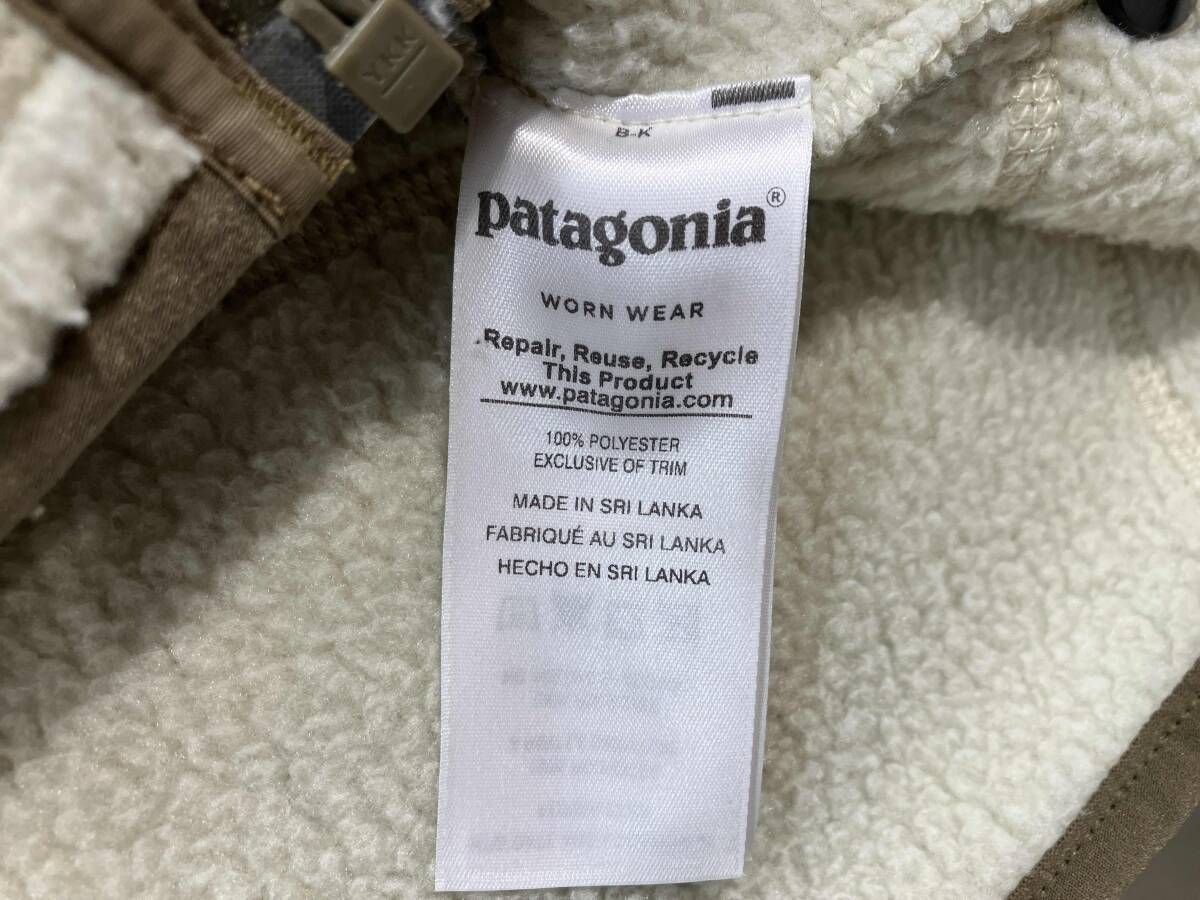 YKK
B-K
patagonia®
WORN WEAR
Repair, Reuse, Recycle
This Product
www.patagonia.com
100% POLYESTER
EXCLUSIVE OF TRIM
MADE IN SRI LANKA
FABRIQUÉ AU SRI LANKA
HECHO EN SRI LANKA